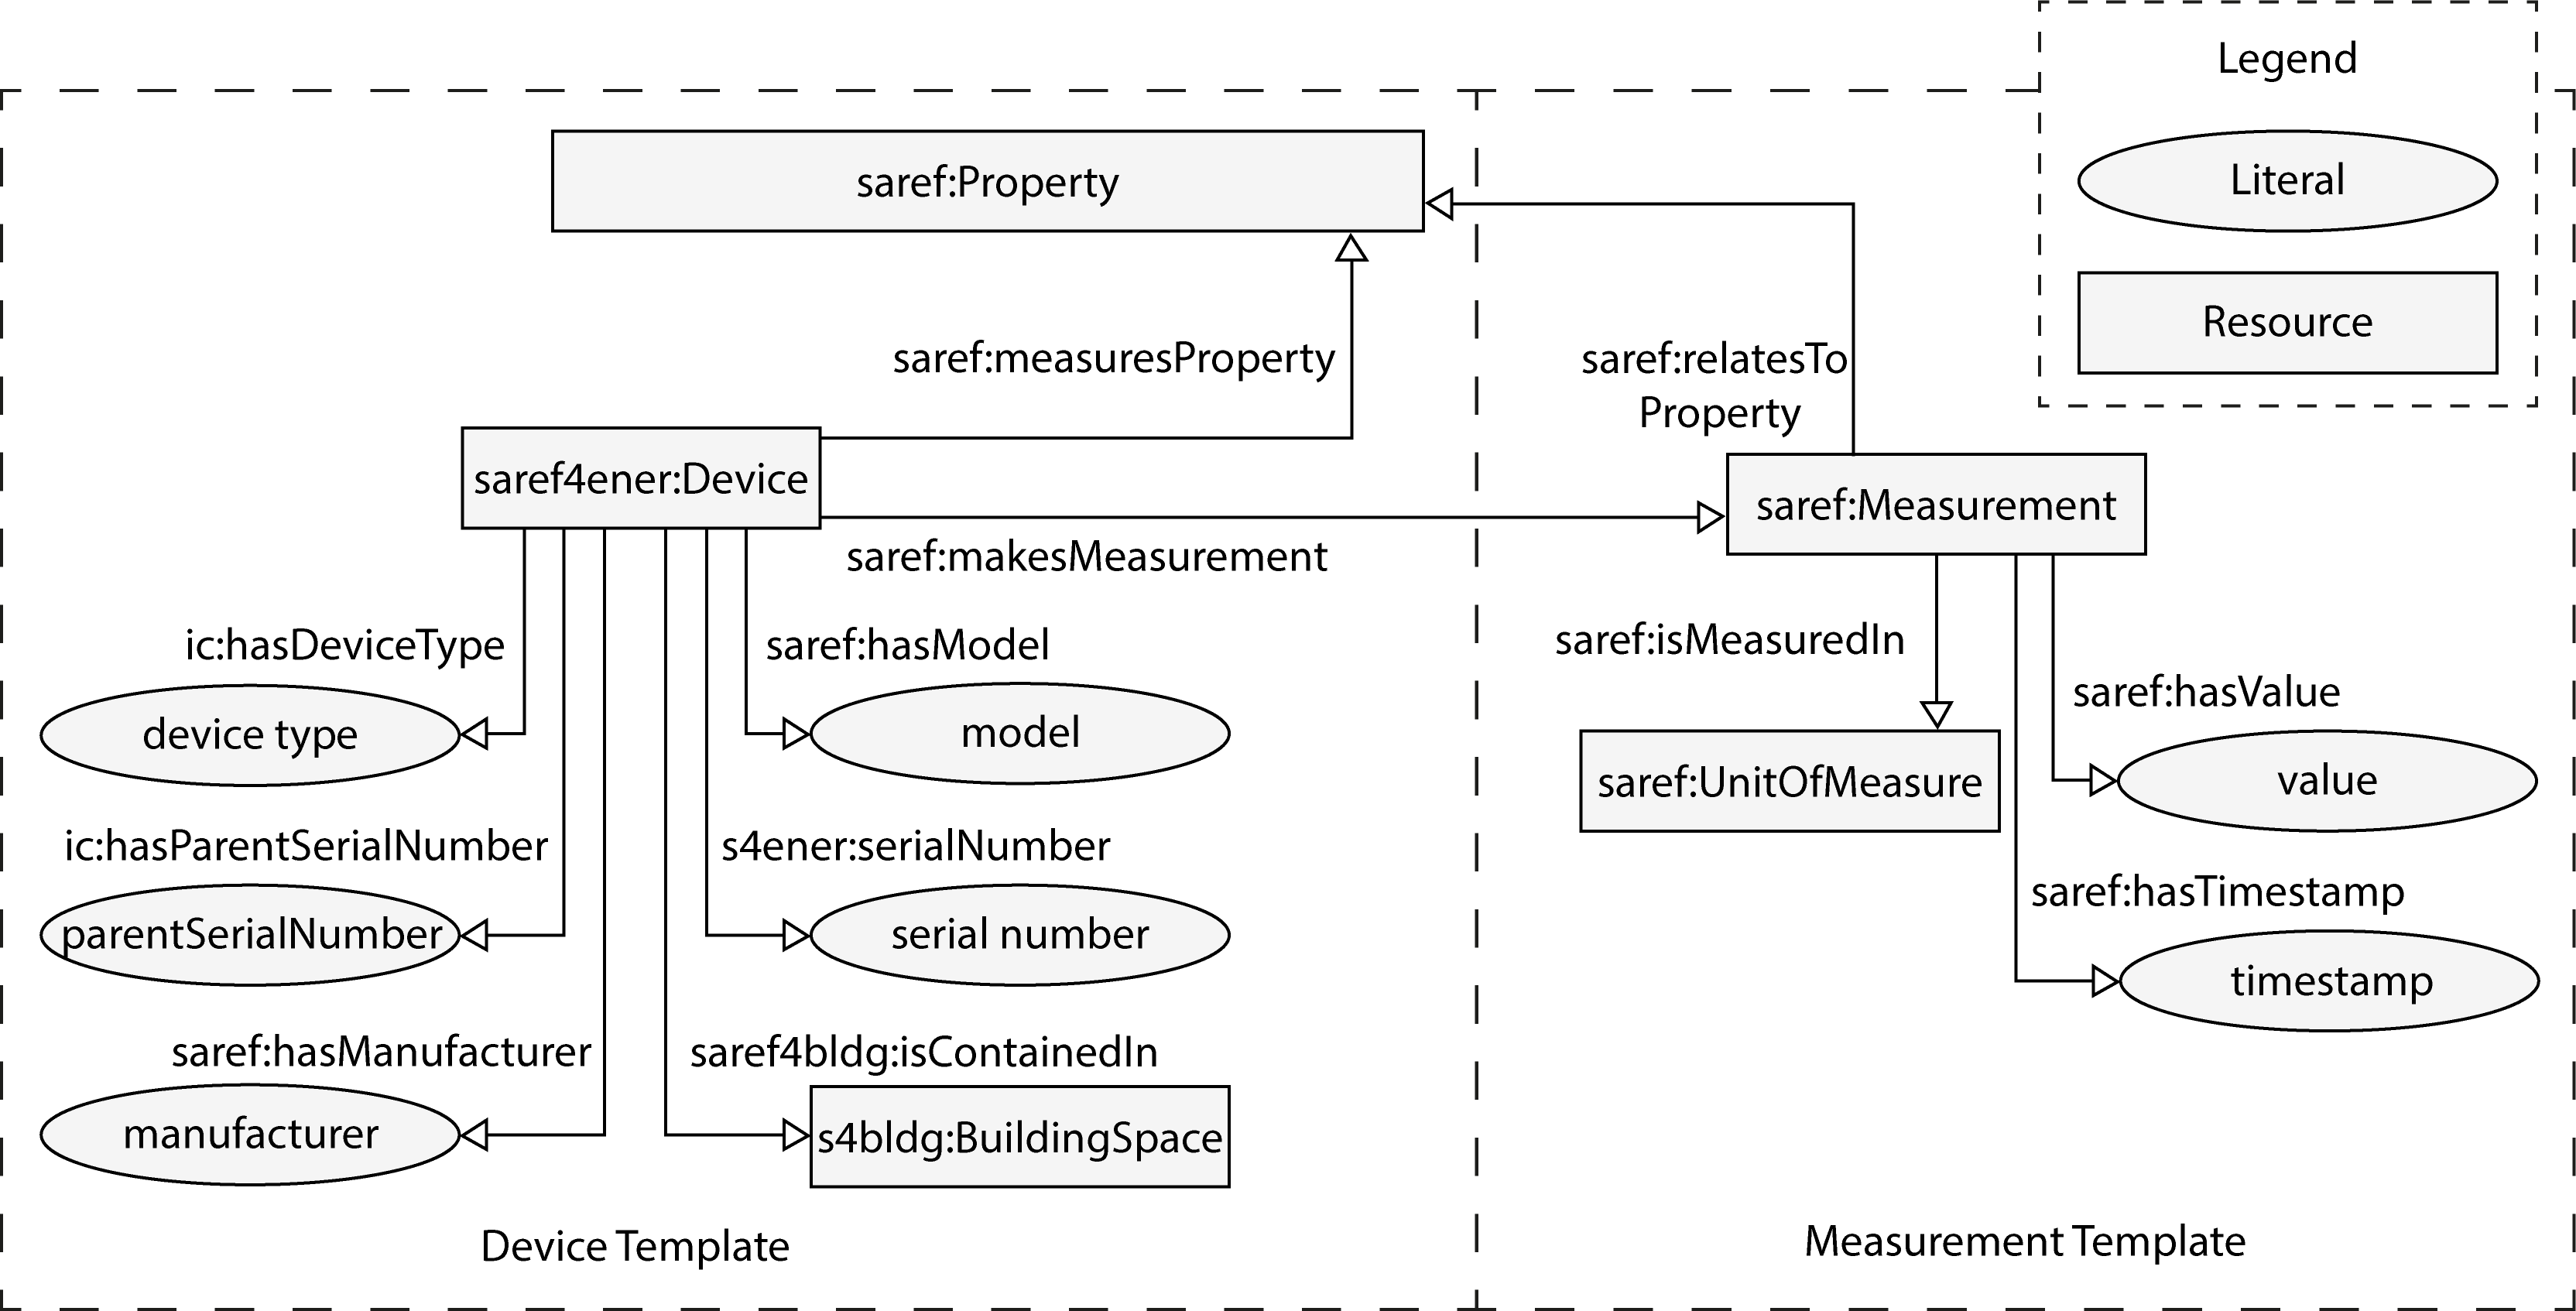 Legend
Literal
Resource
saref:Property
saref:measuresProperty
saref:relatesTo
Property
saref4ener:Device
saref:Measurement
saref:makesMeasurement
ic:hasDeviceType
saref:hasModel
device type
model
ic:hasParentSerialNumber
s4ener:serialNumber
parentSerialNumber
serial number
saref:hasManufacturer
saref4bldg:isContainedIn
manufacturer
s4bldg:BuildingSpace
Device Template
saref:isMeasuredIn
saref:hasValue
saref:UnitOfMeasure
value
saref:hasTimestamp
timestamp
Measurement Template